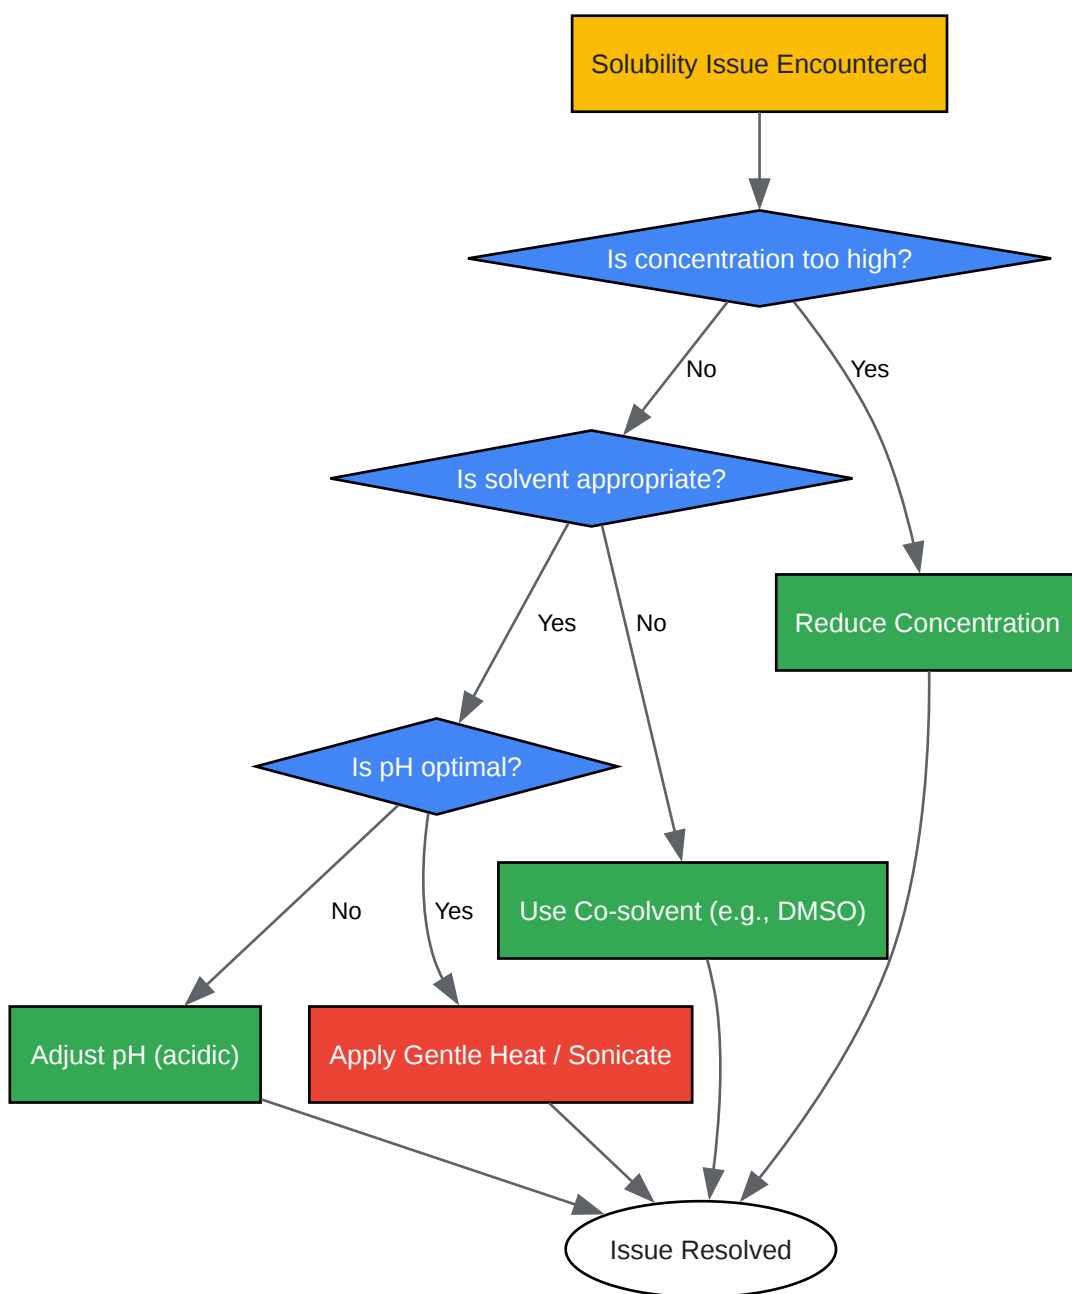 Solubility Issue Encountered
Is concentration too high?
No
Yes
Is solvent appropriate?
Yes
No
Reduce Concentration
Is pH optimal?
No
Yes
Use Co-solvent (e.g., DMSO)
Adjust pH (acidic)
Apply Gentle Heat / Sonicate
Issue Resolved